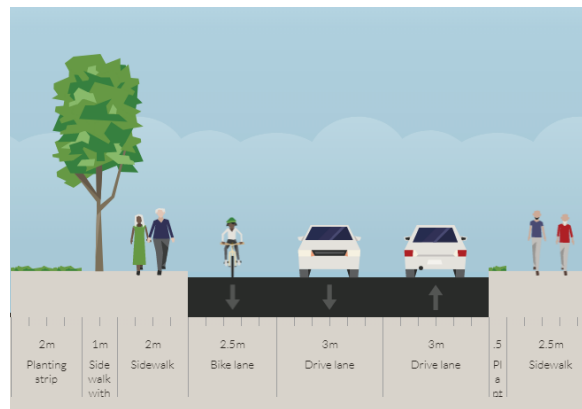 2m
Planting
strip
1m
Side
walk
with
2m
Sidewalk
2.5m
Bike lane
3m
Drive lane
3m
Drive lane
.5
Pl
a
nt
2.5m
Sidewalk